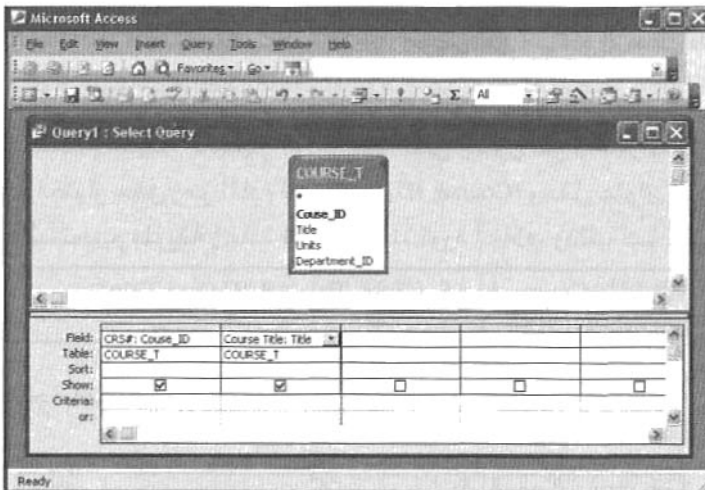 Microsoft Access
File Edit View Insert Query Tools Window Help
Favorites Go
Σ All
Query1 : Select Query
COURSE_T
*
Couse_ID
Title
Units
Department_ID
Field: CRS#: Couse_ID Course Title: Title
Table: COURSE_T COURSE_T
Sort:
Show:
Criteria:
or:
Ready